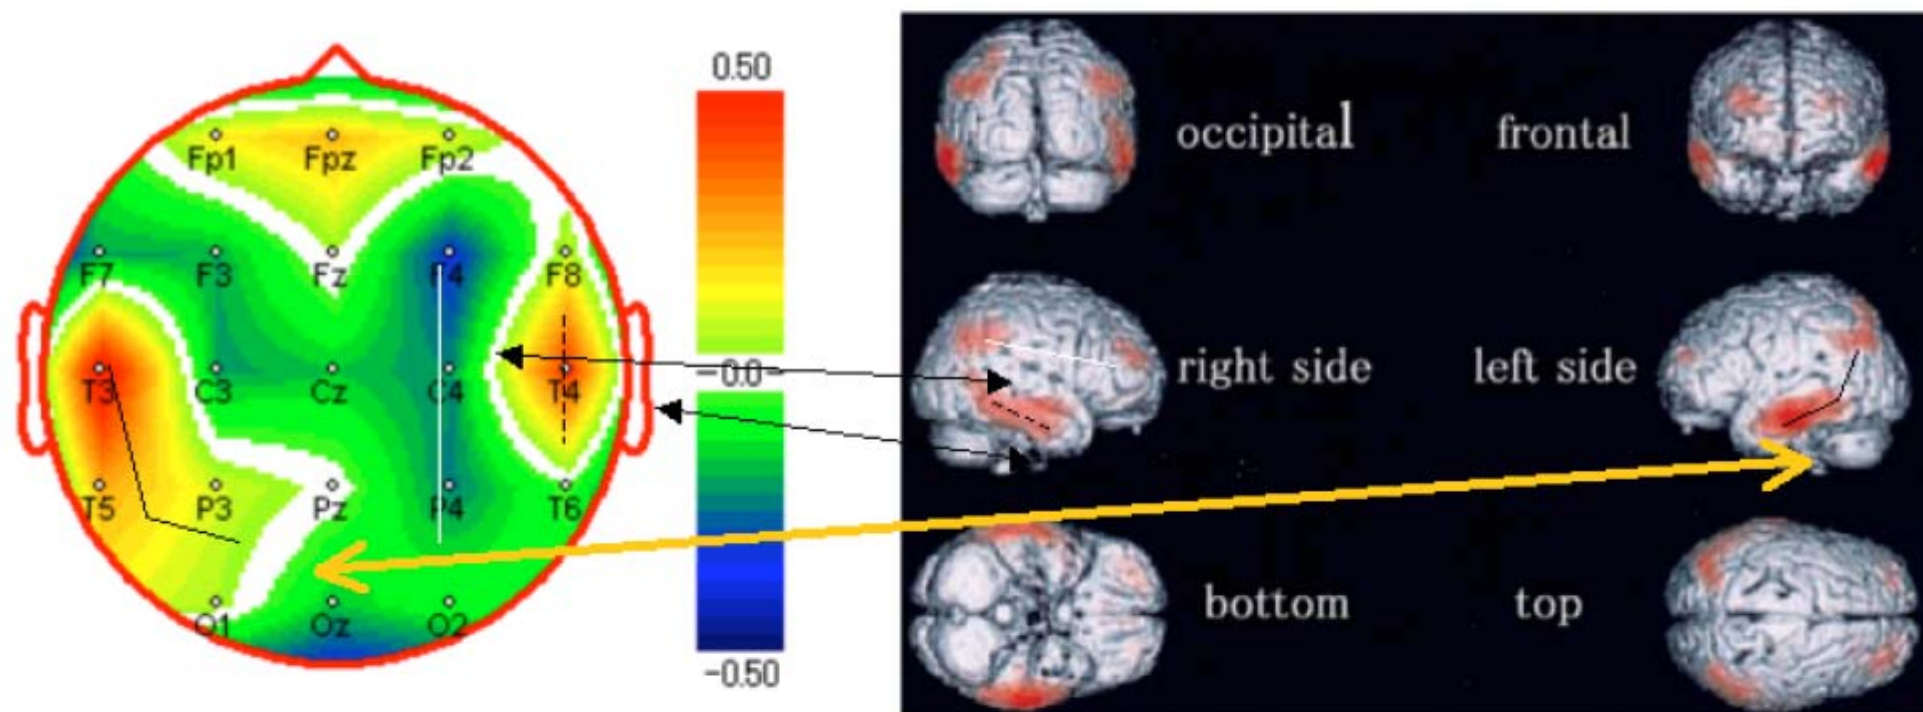 0.50
Fp1 Fpz Fp2
F7 F3 Fz F4 F8
T3 C3 Cz C4 T4
-0.0-
T5 P3 Pz P4 T6
O1 Oz O2
-0.50
occipital frontal
right side left side
bottom top